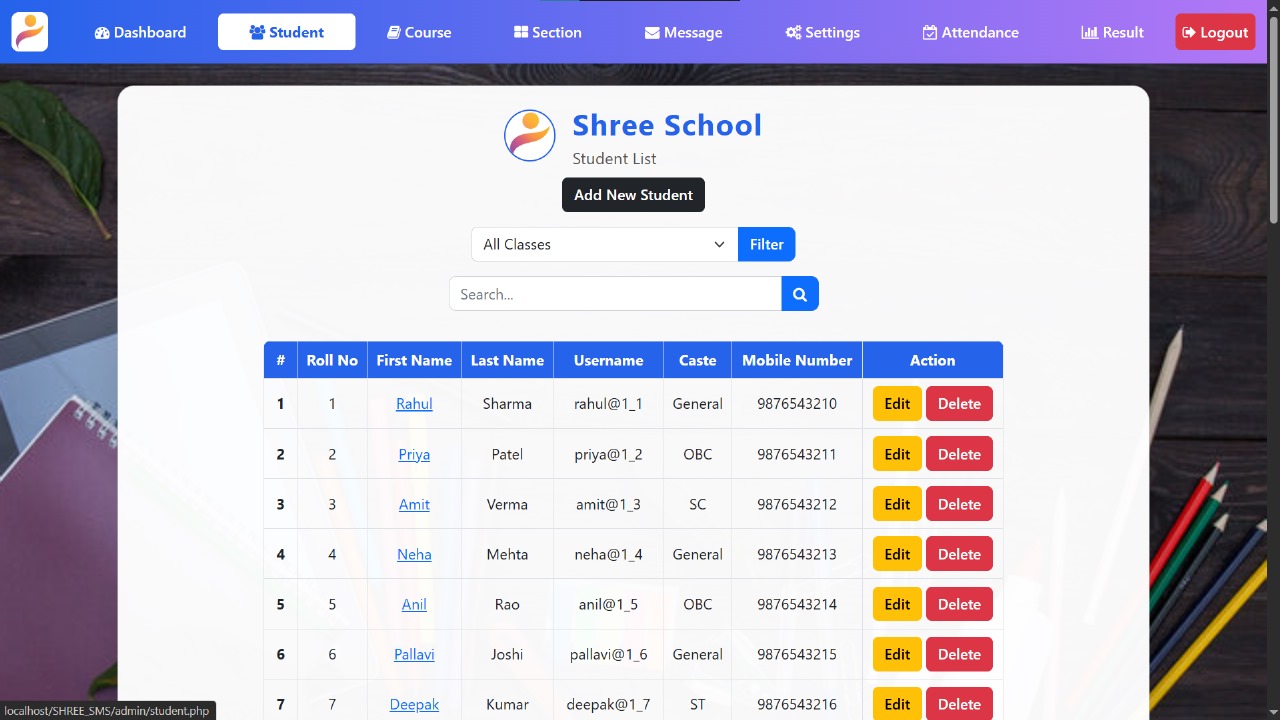 Dashboard Student Course Section Message Settings Attendance Result Logout
Shree School
Student List
Add New Student
All Classes Filter
Search...
# Roll No First Name Last Name Username Caste Mobile Number Action
1 1 Rahul Sharma rahul@1_1 General 9876543210 Edit Delete
2 2 Priya Patel priya@1_2 OBC 9876543211 Edit Delete
3 3 Amit Verma amit@1_3 SC 9876543212 Edit Delete
4 4 Neha Mehta neha@1_4 General 9876543213 Edit Delete
5 5 Anil Rao anil@1_5 OBC 9876543214 Edit Delete
6 6 Pallavi Joshi pallavi@1_6 General 9876543215 Edit Delete
7 7 Deepak Kumar deepak@1_7 ST 9876543216 Edit Delete
localhost/SHREE_SMS/admin/student.php